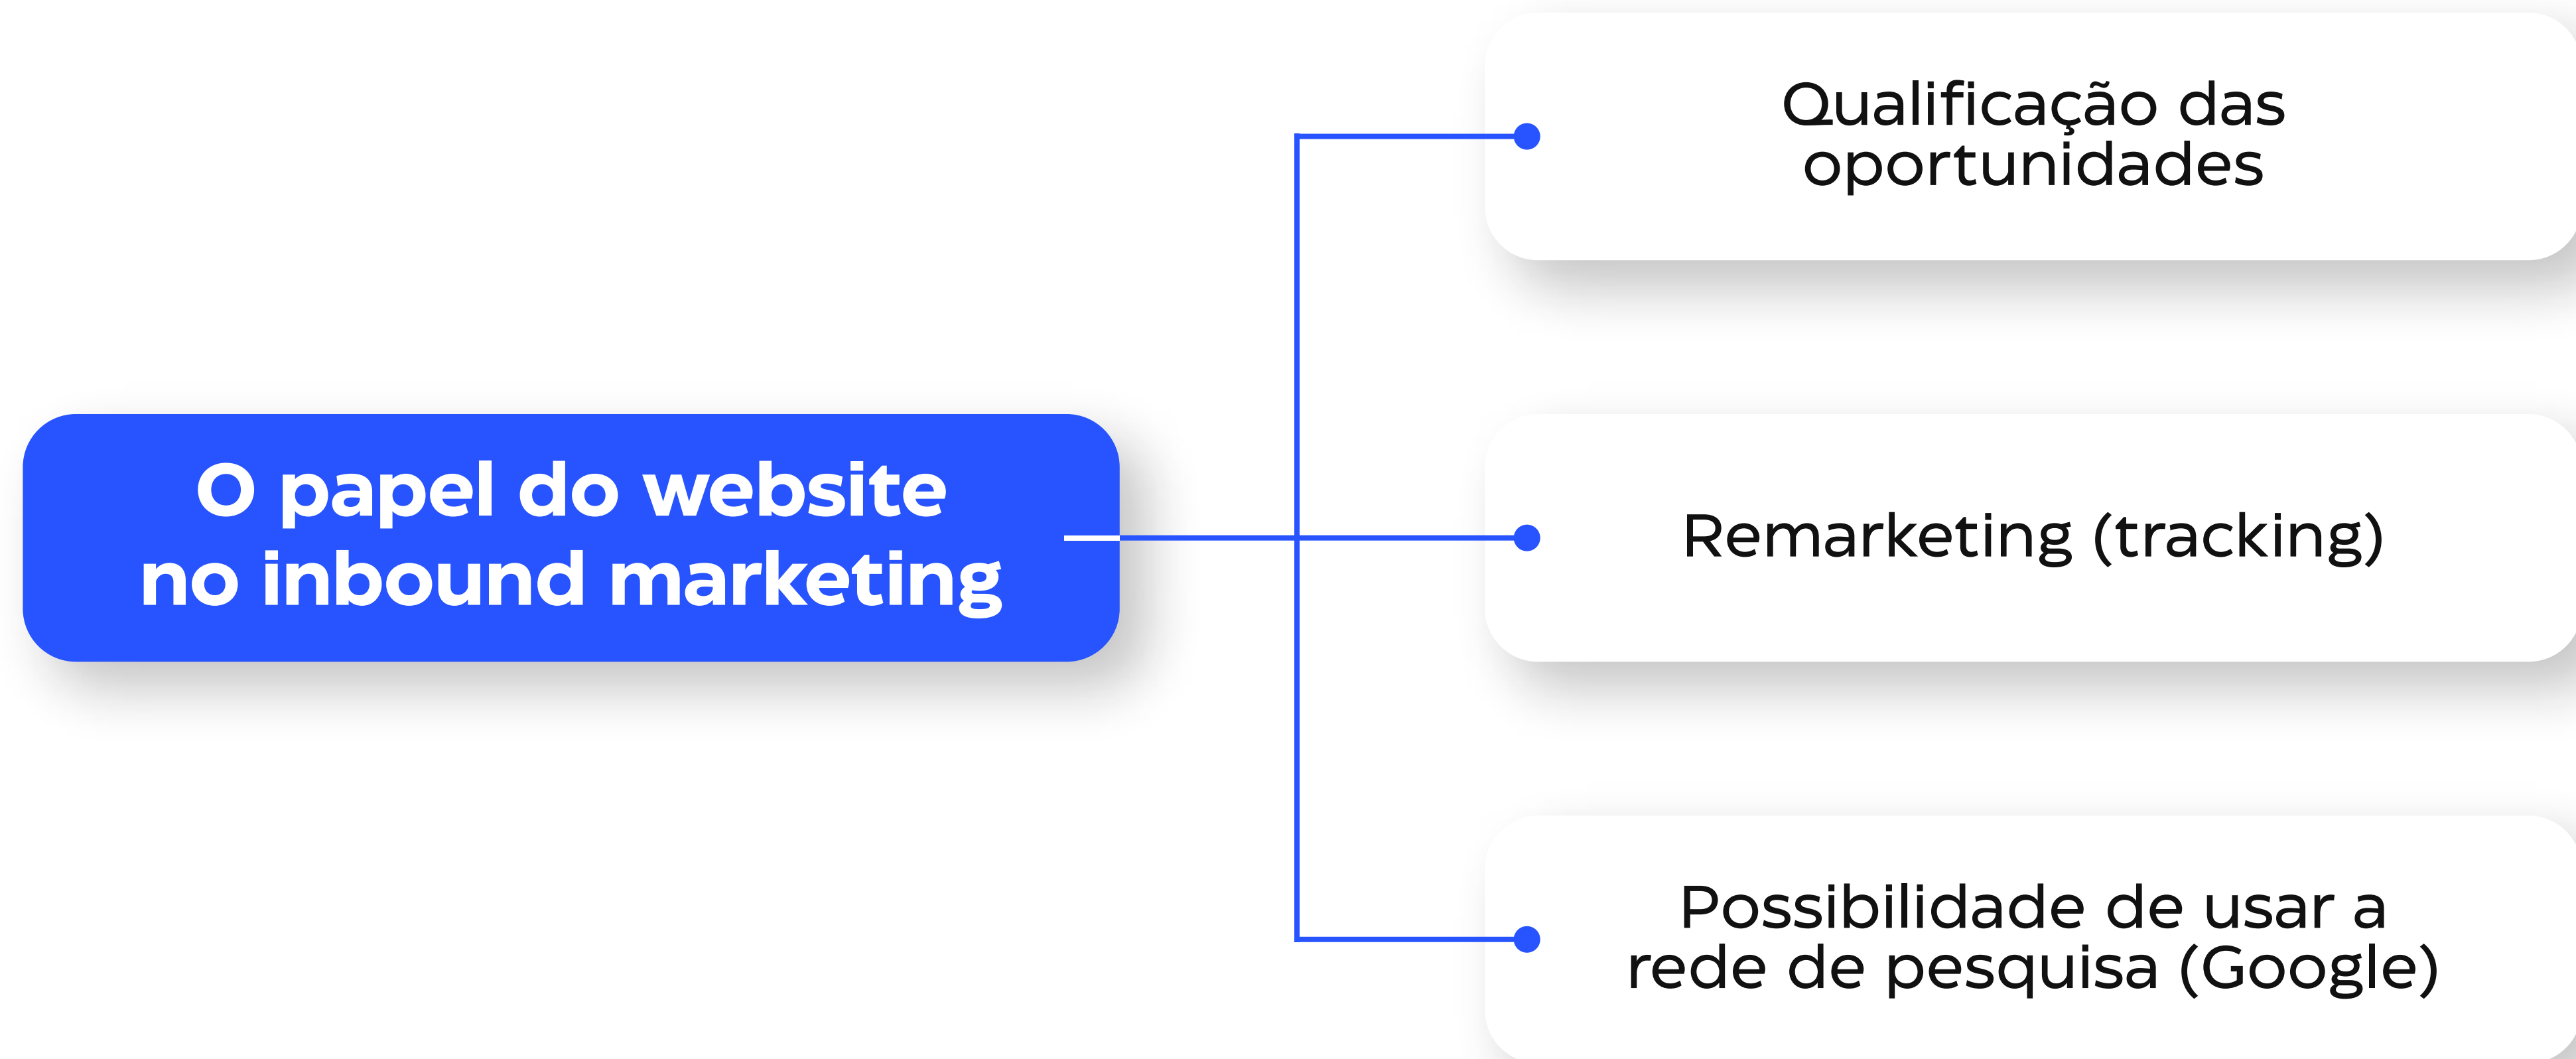 O papel do website
no inbound marketing
Qualificação das
oportunidades
Remarketing (tracking)
Possibilidade de usar a
rede de pesquisa (Google)